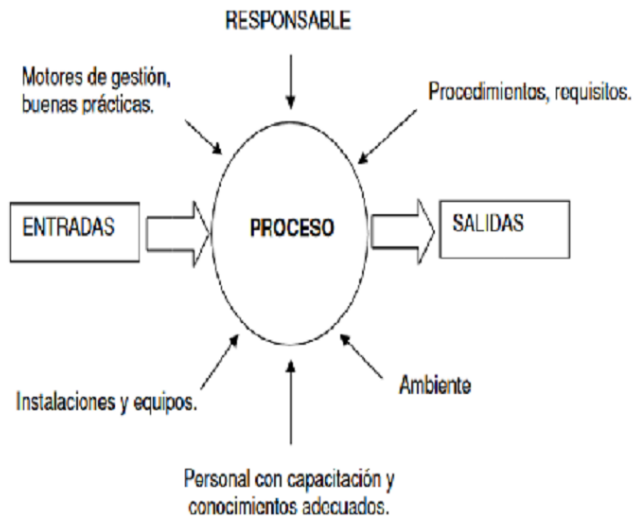 RESPONSABLE
Motores de gestión,
buenas prácticas.
Procedimientos, requisitos.
ENTRADAS
PROCESO
SALIDAS
Instalaciones y equipos.
Ambiente
Personal con capacitación y
conocimientos adecuados.